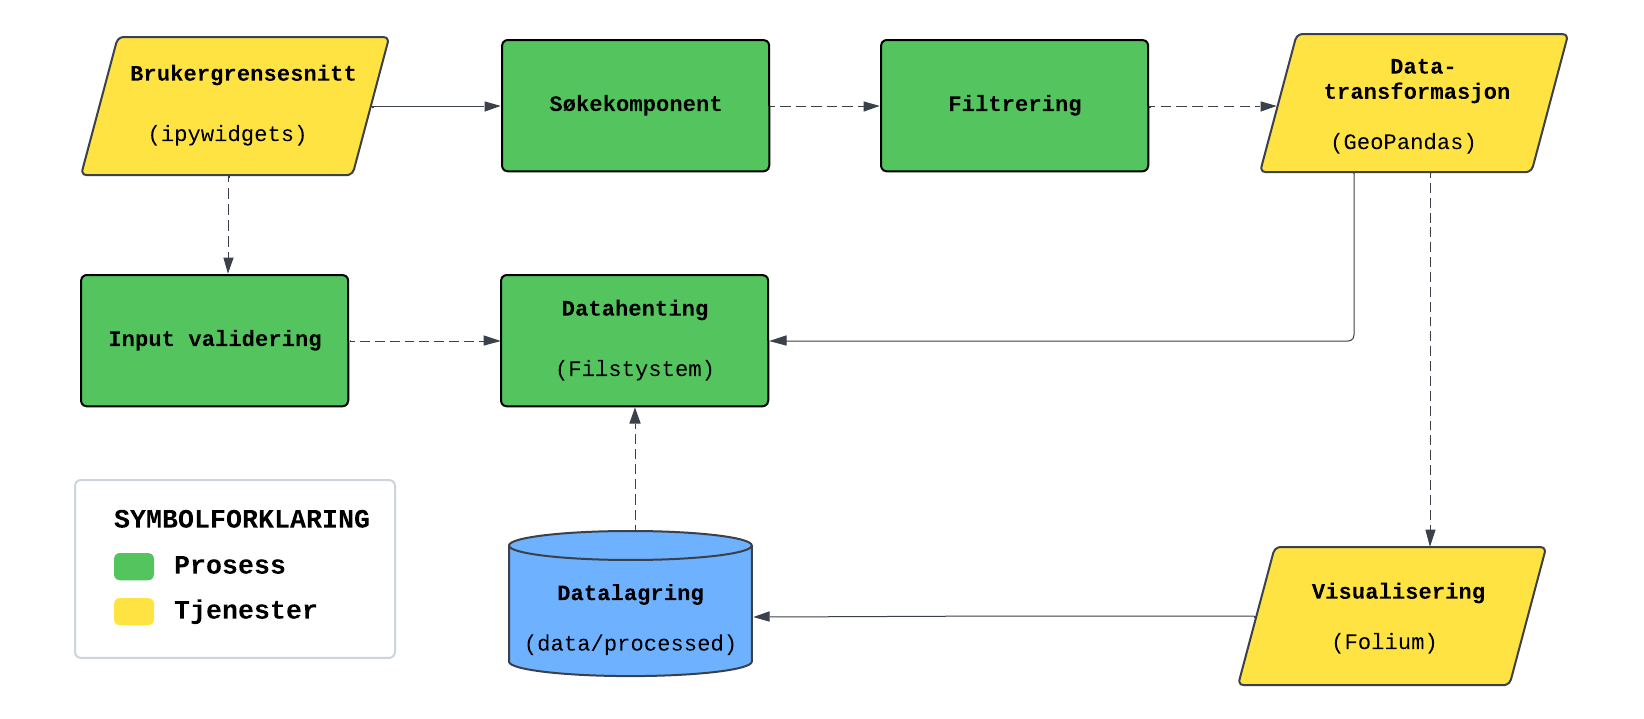 Brukergrensesnitt
(ipywidgets)
Søkekomponent
Filtrering
Data-
transformasjon
(GeoPandas)
Input validering
Datahenting
(Filstystem)
SYMBOLFORKLARING
Prosess
Tjenester
Datalagring
(data/processed)
Visualisering
(Folium)